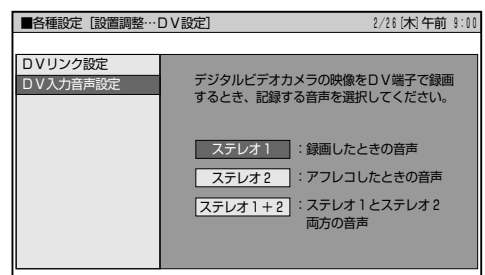 ■各種設定［設置調整…ＤＶ設定］ 2/26［木］午前 9:00
ＤＶリンク設定
ＤＶ入力音声設定
デジタルビデオカメラの映像をＤＶ端子で録画
するとき、記録する音声を選択してください。
ステレオ１ ：録画したときの音声
ステレオ２ ：アフレコしたときの音声
ステレオ１＋２ ：ステレオ１とステレオ２
両方の音声